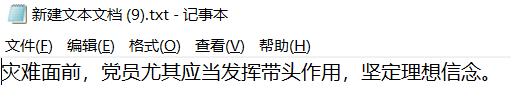 新建文本文档 (9).txt - 记事本
文件(F) 编辑(E) 格式(O) 查看(V) 帮助(H)
灾难面前，党员尤其应当发挥带头作用，坚定理想信念。